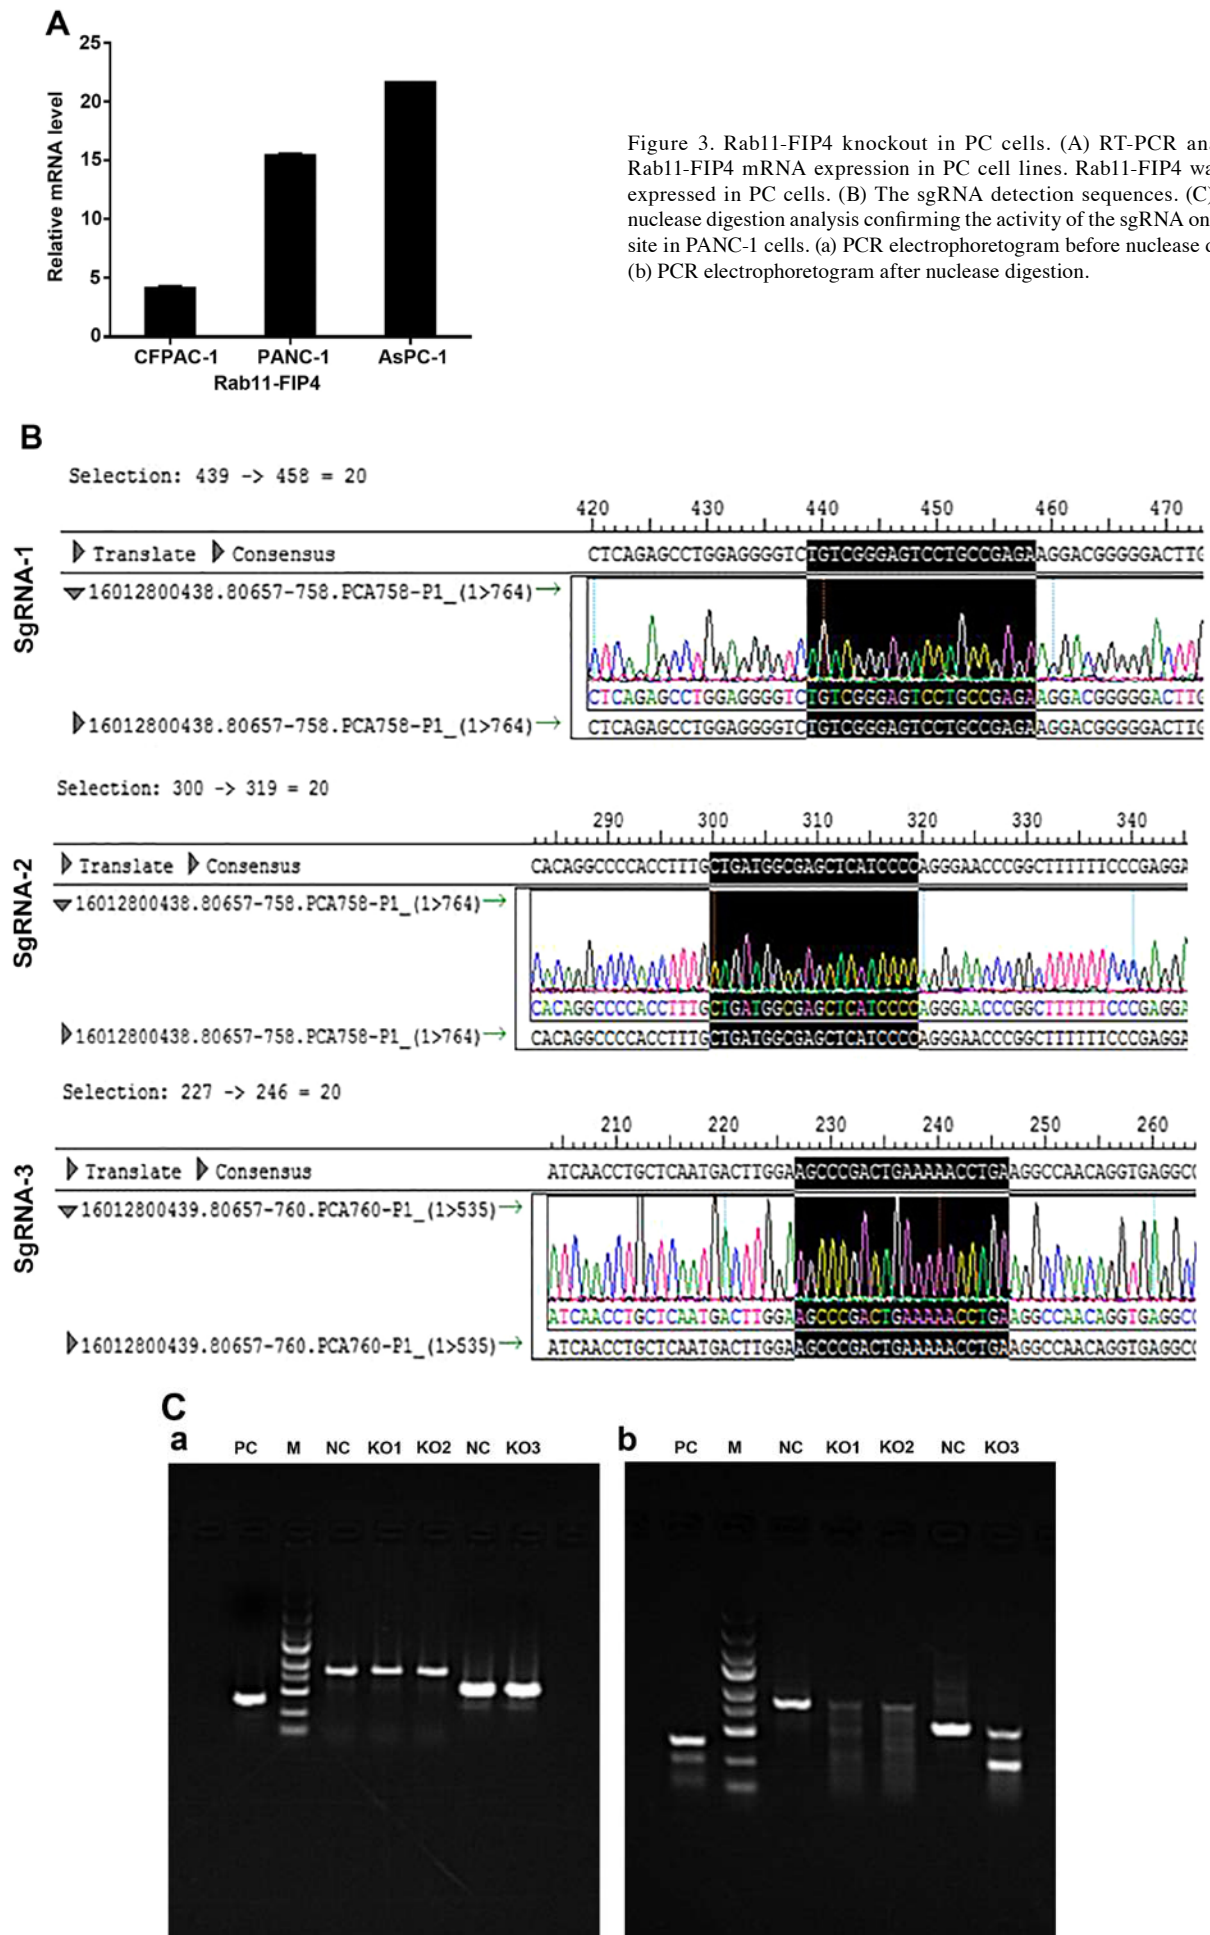 A
25
20
15
10
5
0
Relative mRNA level
CFPAC-1 PANC-1 AsPC-1
Rab11-FIP4
Figure 3. Rab11-FIP4 knockout in PC cells. (A) RT-PCR
Rab11-FIP4 mRNA expression in PC cell lines. Rab11-FIP4
expressed in PC cells. (B) The sgRNA detection sequences. (C)
nuclease digestion analysis confirming the activity of the sgRNA on
site in PANC-1 cells. (a) PCR electrophoretogram before nuclease
(b) PCR electrophoretogram after nuclease digestion.
B
SgRNA-1
Selection: 439 -> 458 = 20
420 430 440 450 460 470
Translate Consensus CTCAGAGCCTGGAGGGGTCTGTCGGGAGTCCTGCCGAGAAGGACGGGGGACTTG
16012800438.80657-758.PCA758-P1_(1>764)
CTCAGAGCCTGGAGGGGTCTGTCGGGAGTCCTGCCGAGAAGGACGGGGGACTTG
16012800438.80657-758.PCA758-P1_(1>764) CTCAGAGCCTGGAGGGGTCTGTCGGGAGTCCTGCCGAGAAGGACGGGGGACTTG
SgRNA-2
Selection: 300 -> 319 = 20
290 300 310 320 330 340
Translate Consensus CACAGGCCCCACCTTTGCTGATGGCGAGCTCATCCCCAGGGAACCCGGCTTTTTTCCCGAGGA
16012800438.80657-758.PCA758-P1_(1>764)
CACAGGCCCCACCTTTGCTGATGGCGAGCTCATCCCCAGGGAACCCGGCTTTTTTCCCGAGGA
16012800438.80657-758.PCA758-P1_(1>764) CACAGGCCCCACCTTTGCTGATGGCGAGCTCATCCCCAGGGAACCCGGCTTTTTTCCCGAGGA
SgRNA-3
Selection: 227 -> 246 = 20
210 220 230 240 250 260
Translate Consensus ATCAACCTGCTCAATGACTTGGAAGCCCGACTGAAAAACCTGAAGGCCAACAGGTGAGGCC
16012800439.80657-760.PCA760-P1_(1>535)
ATCAACCTGCTCAATGACTTGGAAGCCCGACTGAAAAACCTGAAGGCCAACAGGTGAGGCC
16012800439.80657-760.PCA760-P1_(1>535) ATCAACCTGCTCAATGACTTGGAAGCCCGACTGAAAAACCTGAAGGCCAACAGGTGAGGCC
C
a PC M NC KO1 KO2 NC KO3
b PC M NC KO1 KO2 NC KO3